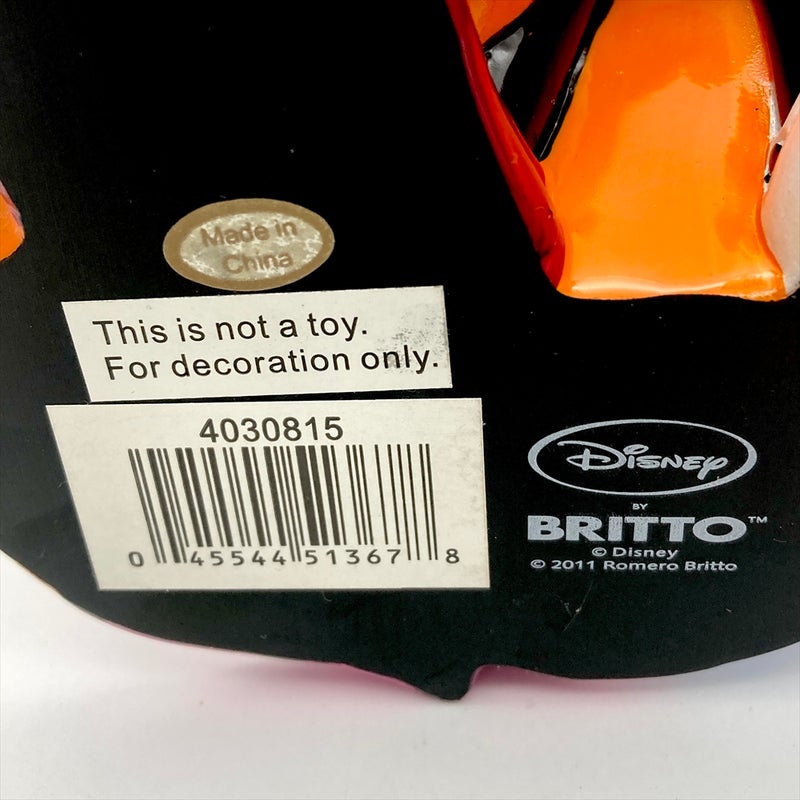 Made in
China
This is not a toy.
For decoration only.
4030815
0 45544 51367 8
Disney
BY
BRITTO™
© Disney
© 2011 Romero Britto